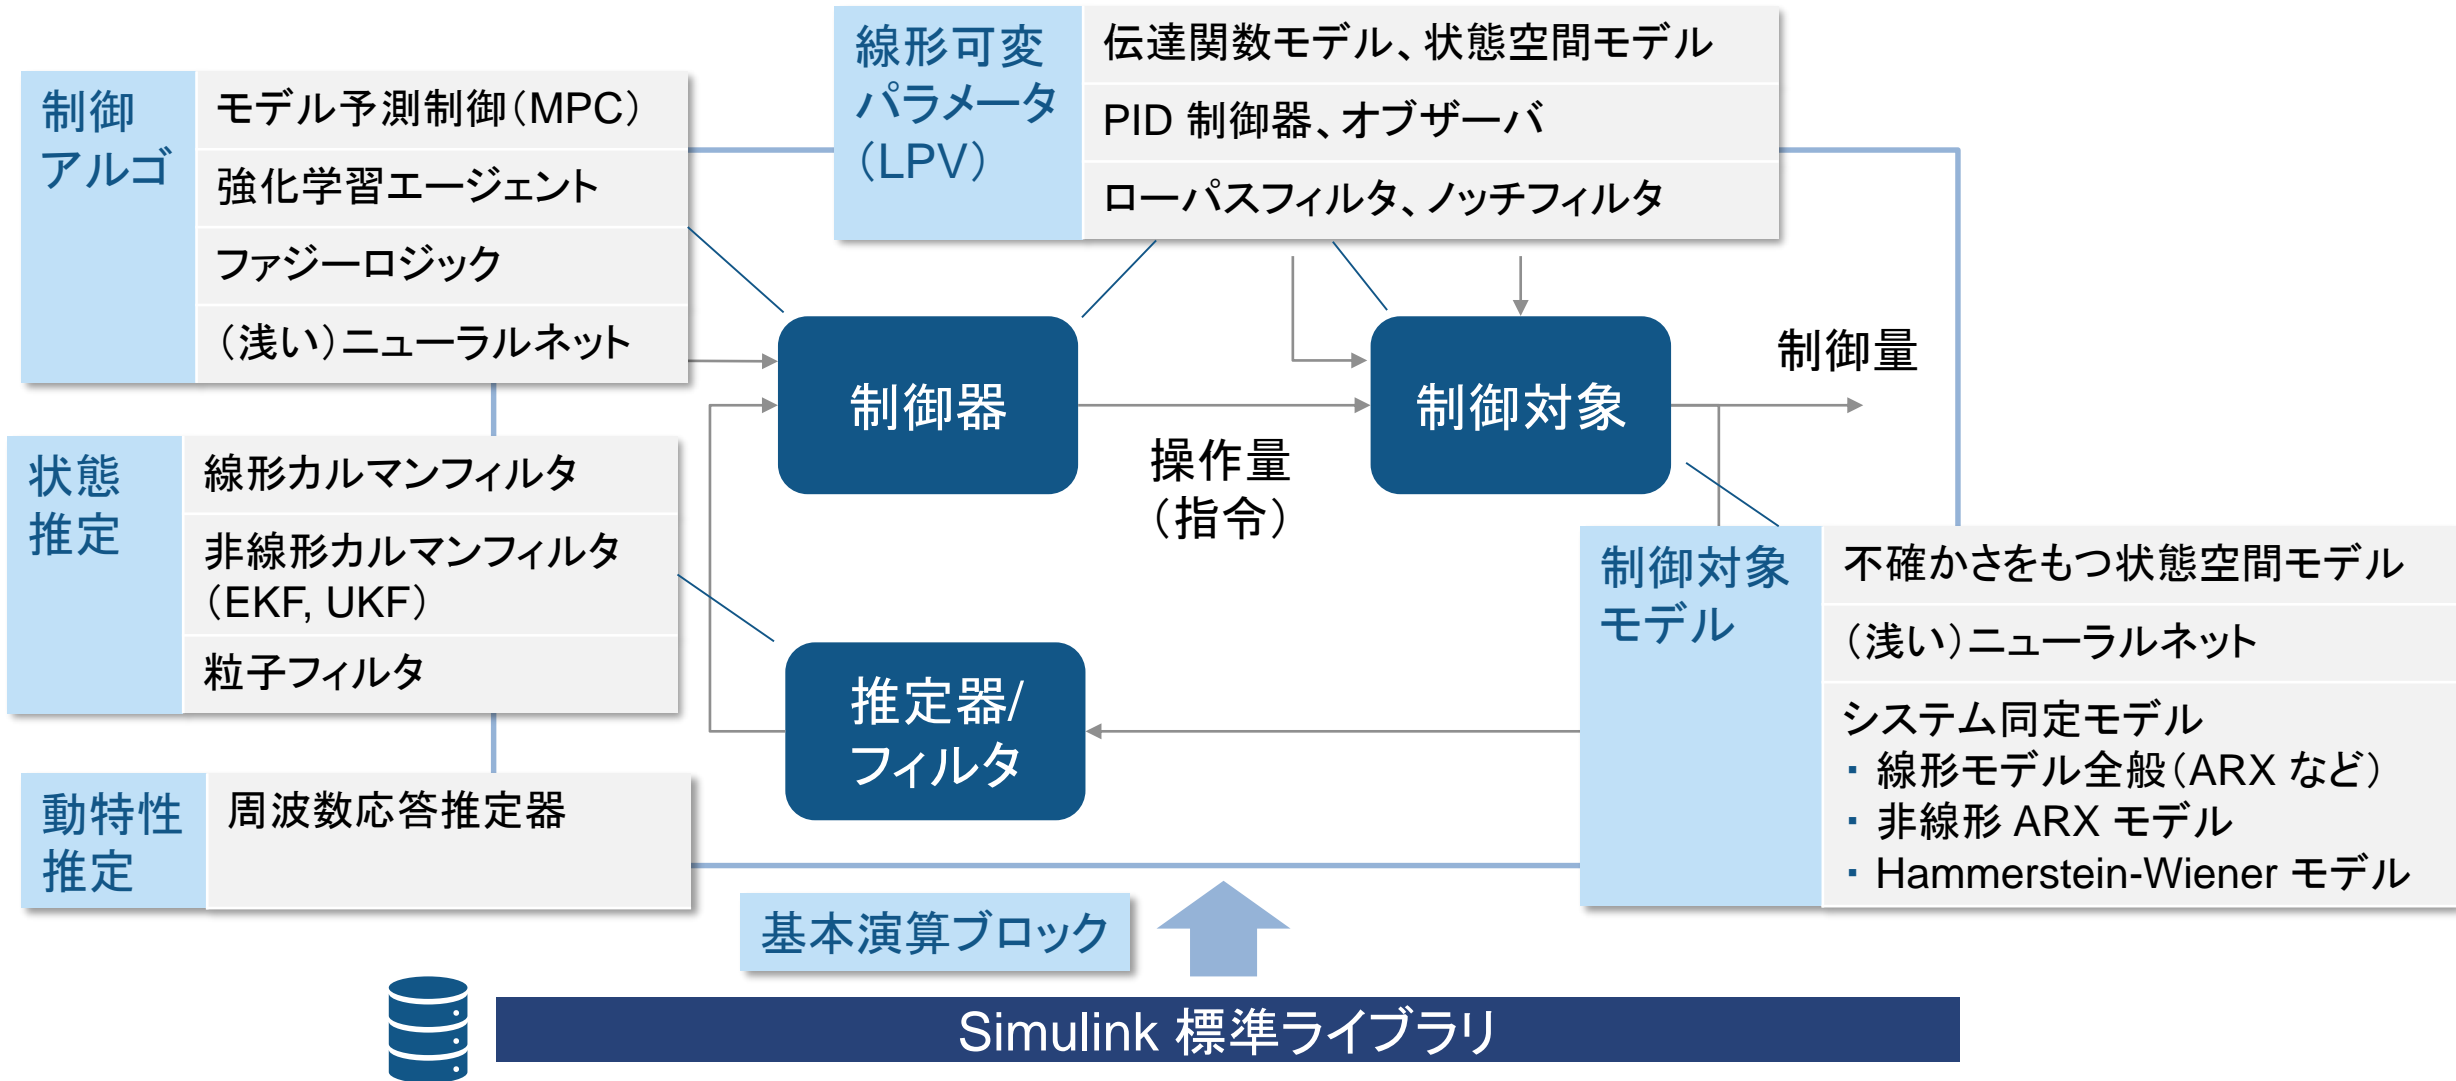 線形可変
パラメータ
（LPV）
伝達関数モデル、状態空間モデル
PID 制御器、オブザーバ
ローパスフィルタ、ノッチフィルタ
制御
アルゴ
モデル予測制御（MPC）
強化学習エージェント
ファジーロジック
（浅い）ニューラルネット
制御器
制御対象
制御量
操作量
（指令）
状態
推定
線形カルマンフィルタ
非線形カルマンフィルタ
（EKF, UKF）
粒子フィルタ
推定器/
フィルタ
制御対象
モデル
不確かさをもつ状態空間モデル
（浅い）ニューラルネット
システム同定モデル
▪ 線形モデル全般（ARX など）
▪ 非線形 ARX モデル
▪ Hammerstein-Wiener モデル
動特性
推定
周波数応答推定器
基本演算ブロック
Simulink 標準ライブラリ